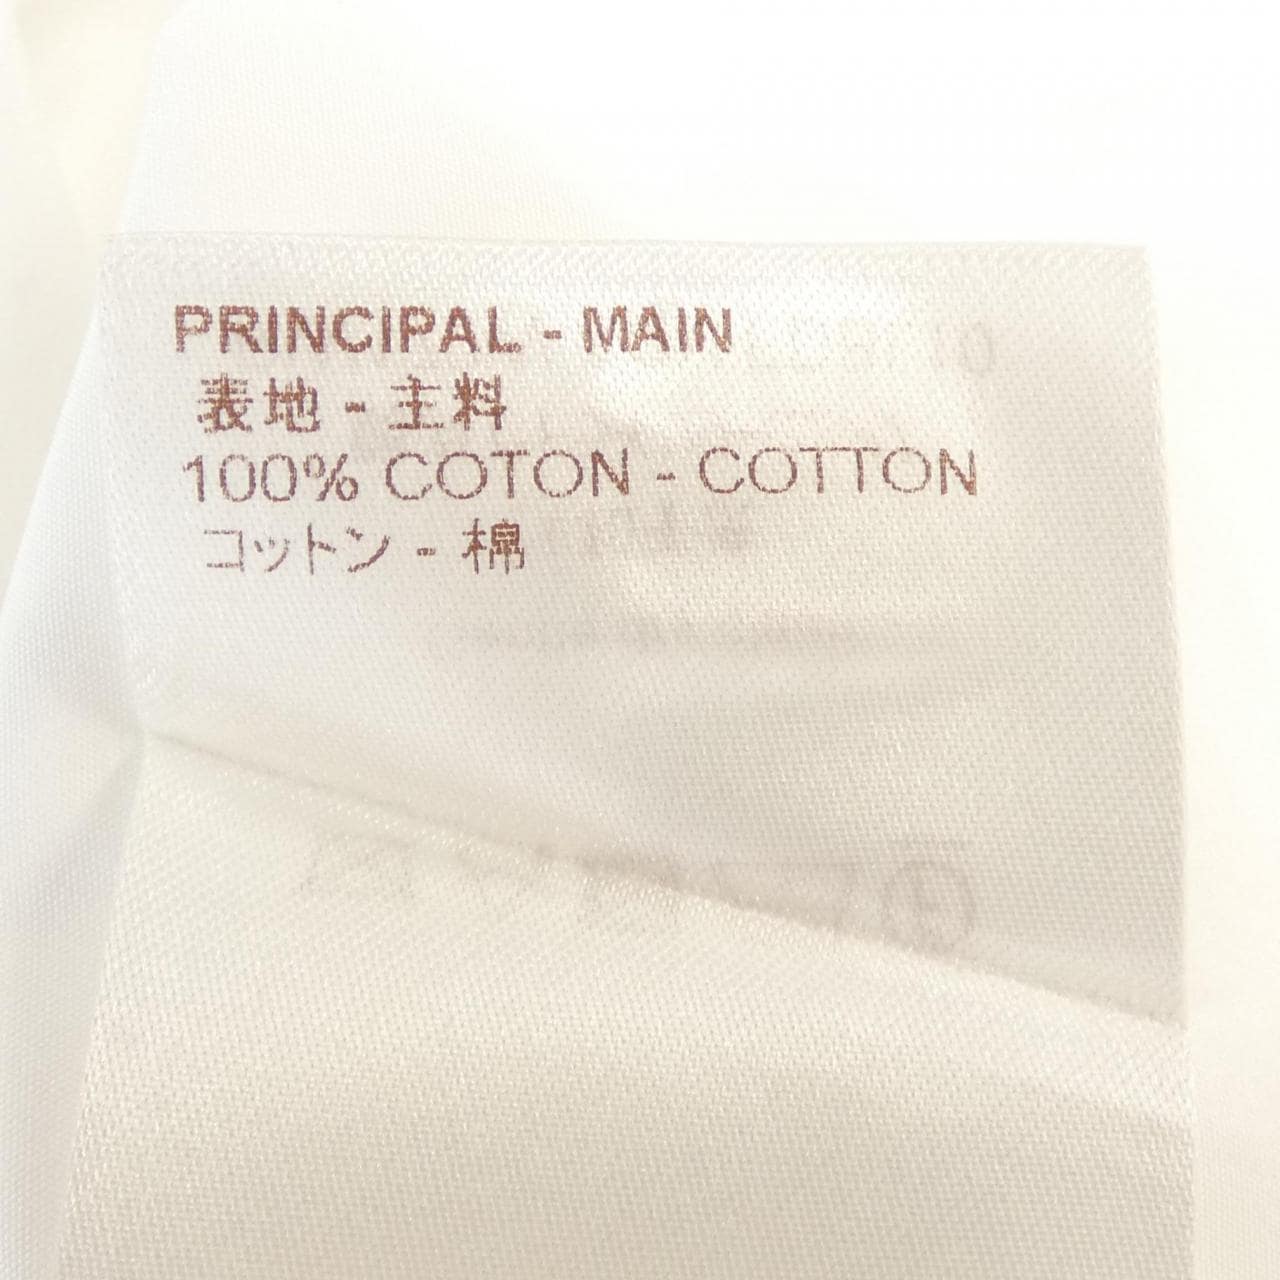 PRINCIPAL - MAIN
表地 - 主料
100% COTON - COTTON
コットン - 棉